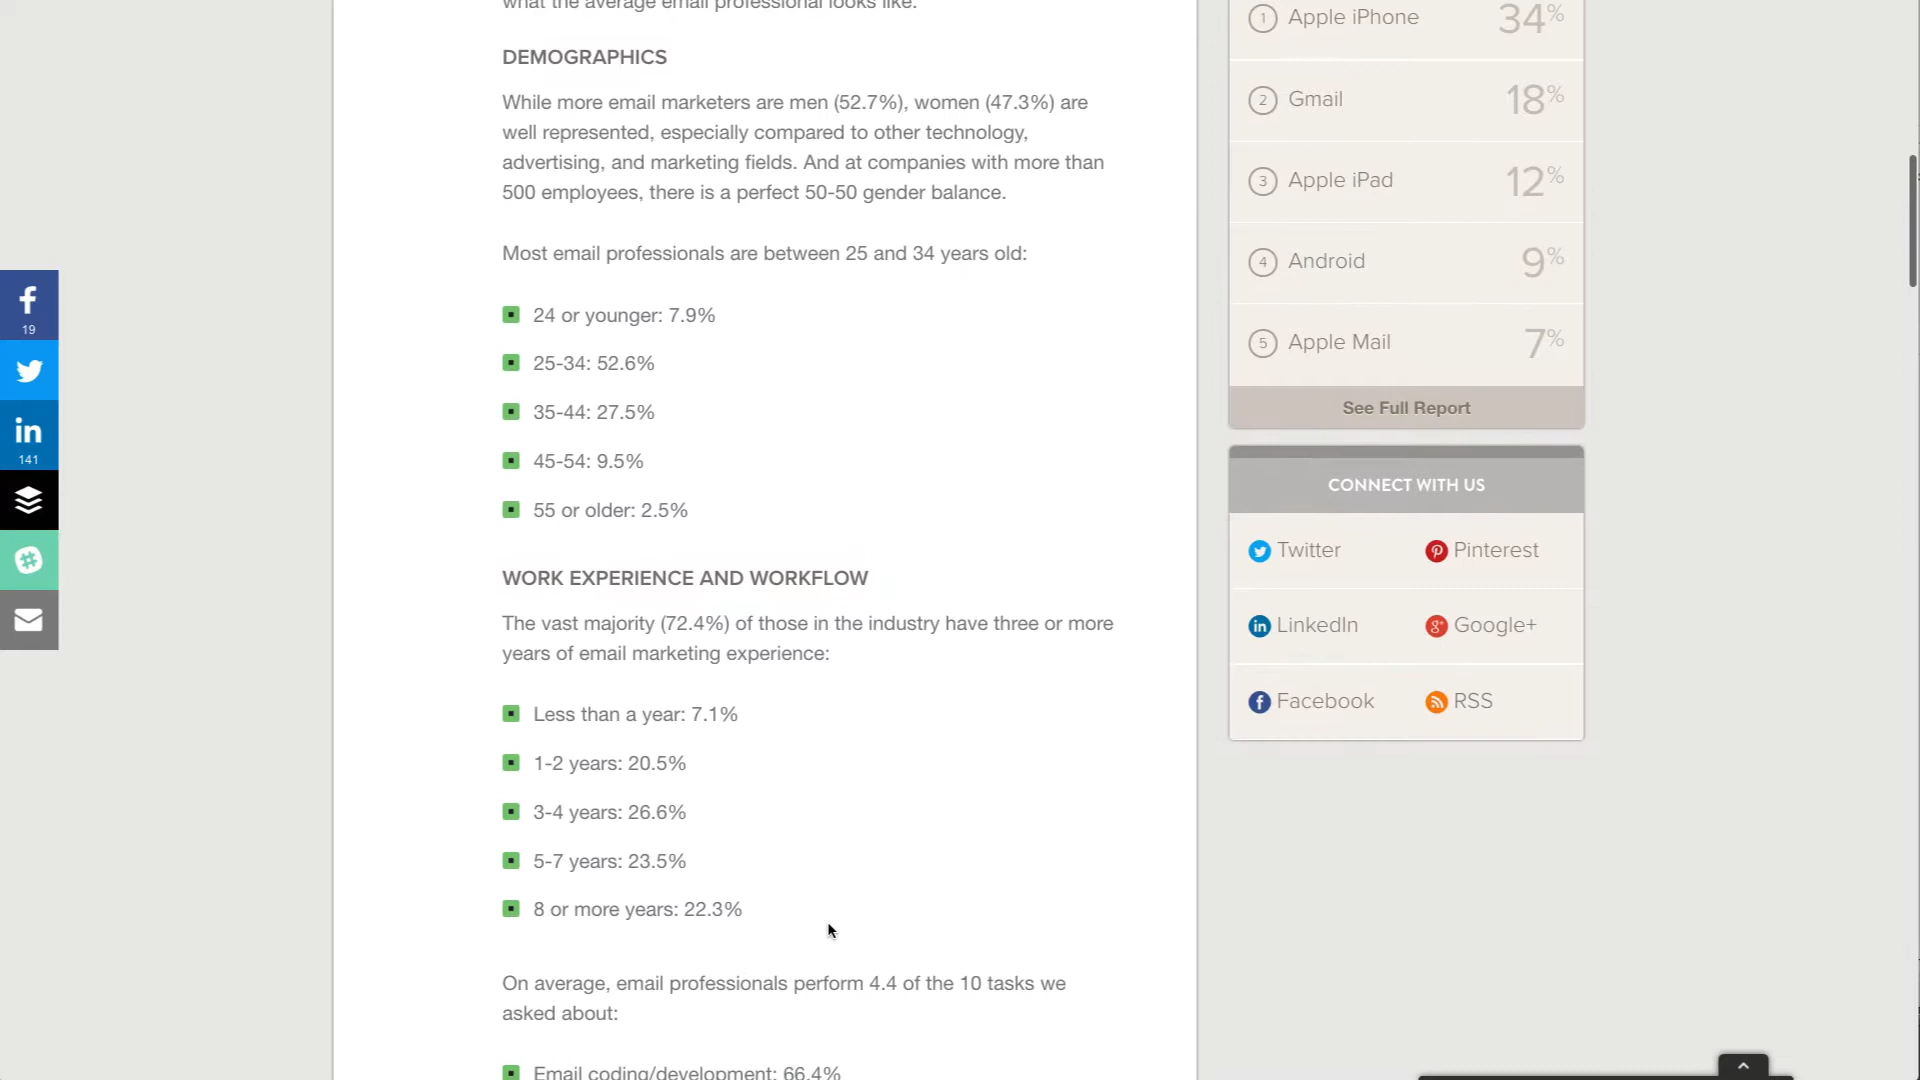 what the average email professional looks like.
DEMOGRAPHICS
While more email marketers are men (52.7%), women (47.3%) are
well represented, especially compared to other technology,
advertising, and marketing fields. And at companies with more than
500 employees, there is a perfect 50-50 gender balance.
Most email professionals are between 25 and 34 years old:
24 or younger: 7.9%
25-34: 52.6%
35-44: 27.5%
45-54: 9.5%
55 or older: 2.5%
WORK EXPERIENCE AND WORKFLOW
The vast majority (72.4%) of those in the industry have three or more
years of email marketing experience:
Less than a year: 7.1%
1-2 years: 20.5%
3-4 years: 26.6%
5-7 years: 23.5%
8 or more years: 22.3%
On average, email professionals perform 4.4 of the 10 tasks we
asked about:
Email coding/development: 66.4%
19
141
1 Apple iPhone 34%
2 Gmail 18%
3 Apple iPad 12%
4 Android 9%
5 Apple Mail 7%
See Full Report
CONNECT WITH US
Twitter Pinterest
LinkedIn Google+
Facebook RSS